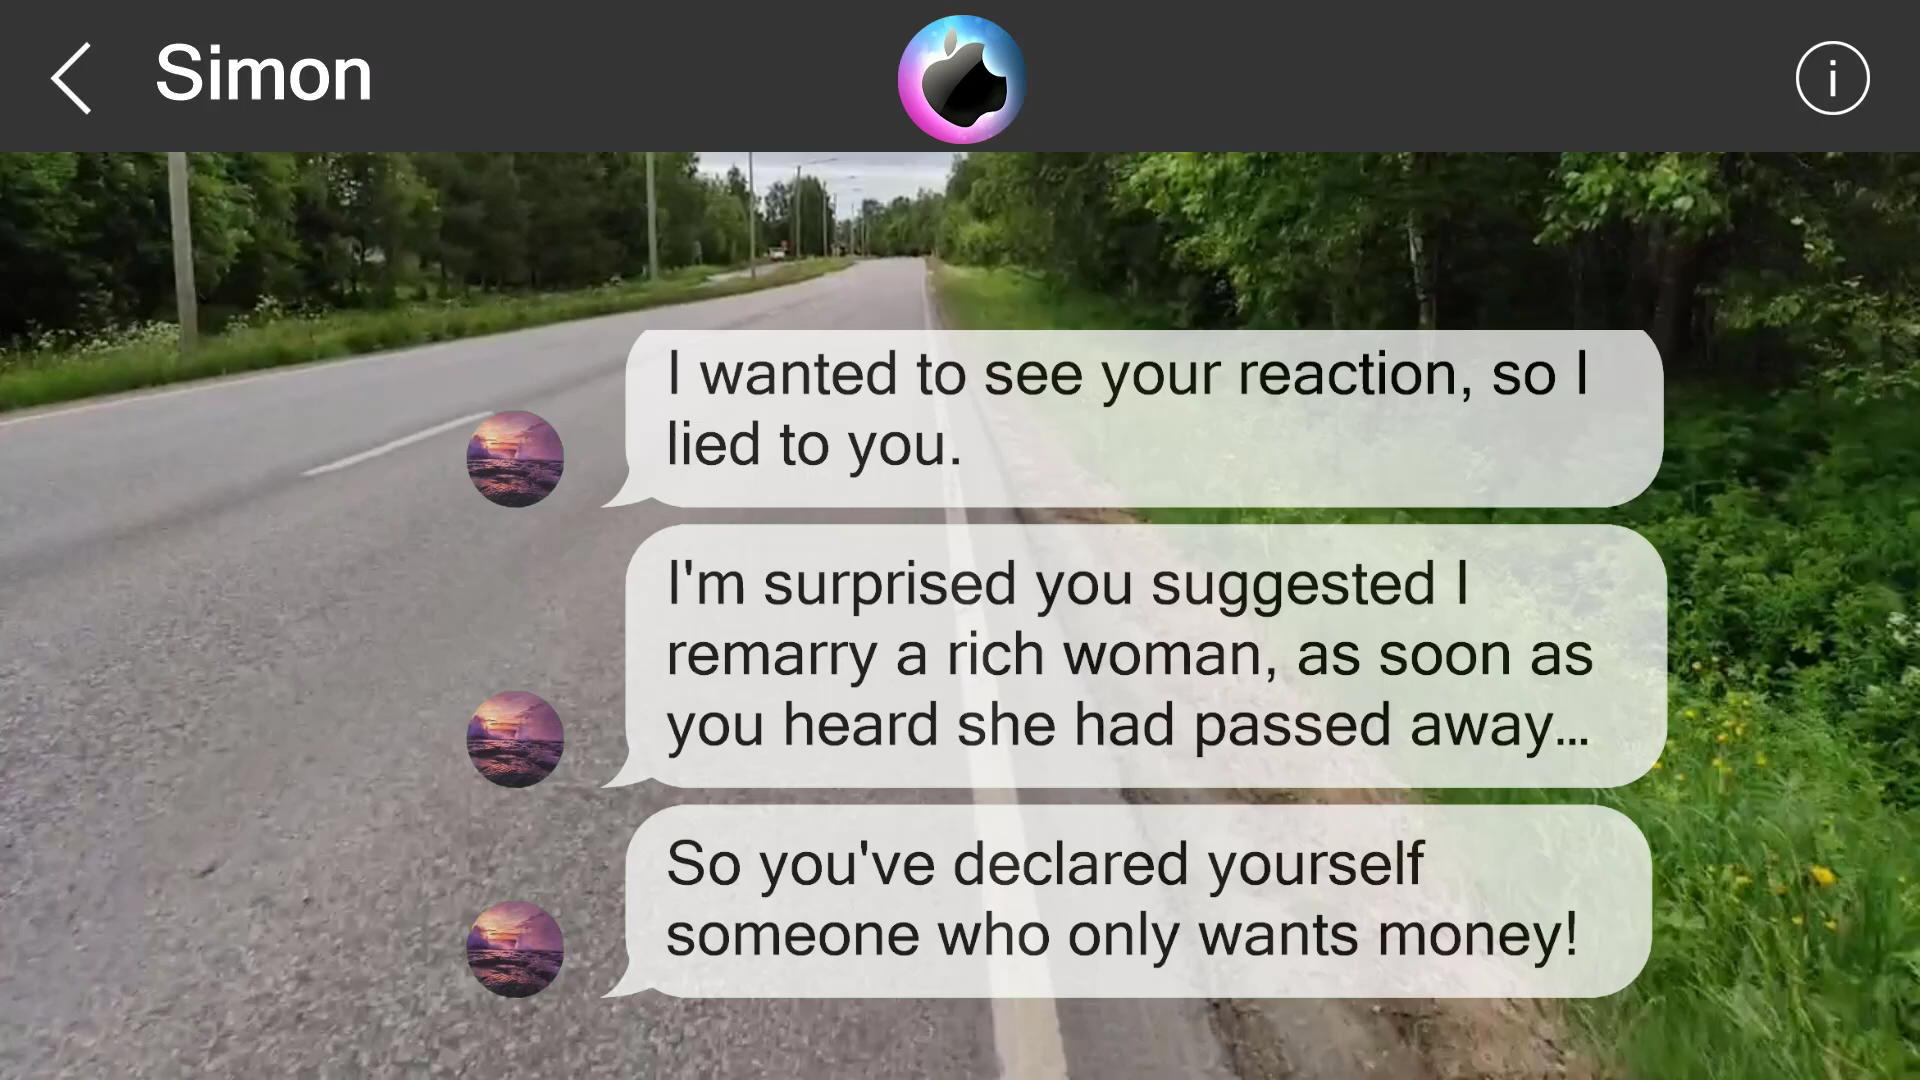 Simon
I wanted to see your reaction, so I
lied to you.
I'm surprised you suggested I
remarry a rich woman, as soon as
you heard she had passed away...
So you've declared yourself
someone who only wants money!